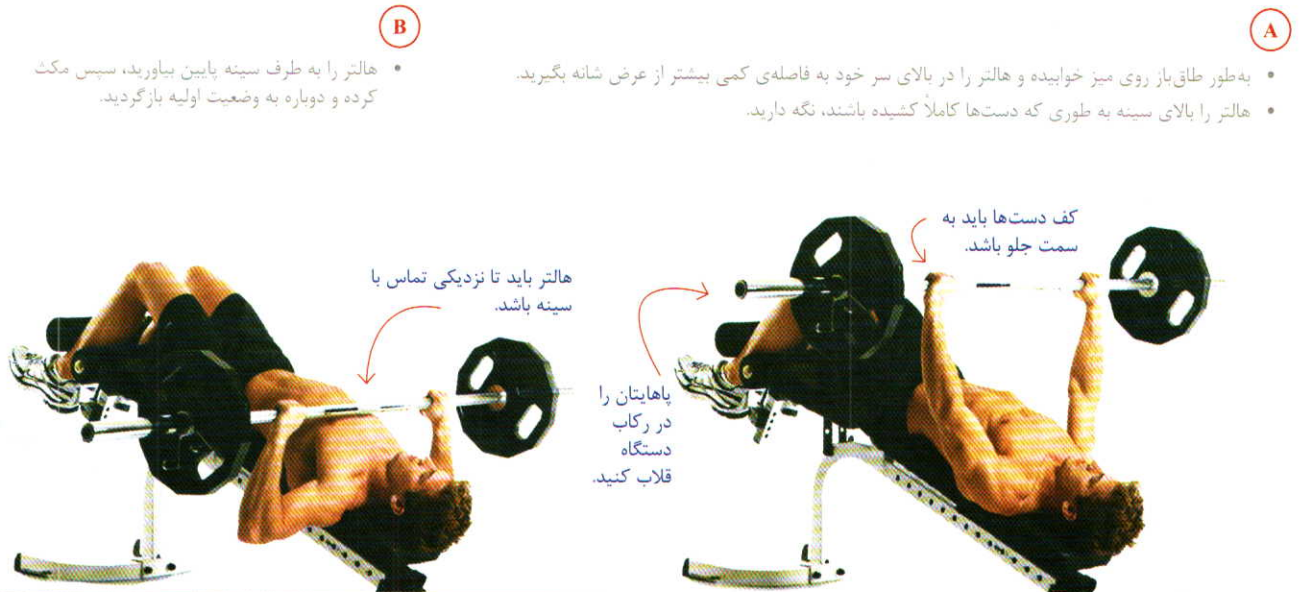 A
• به‌طور طاق‌باز روی میز خوابیده و هالتر را در بالای سر خود به فاصله‌ی کمی بیشتر از عرض شانه بگیرید.
• هالتر را بالای سینه به طوری که دست‌ها کاملاً کشیده باشند، نگه دارید.
کف دست‌ها باید به
سمت جلو باشد.
پاهایتان را
در رکاب
دستگاه
قلاب کنید.
B
• هالتر را به طرف سینه پایین بیاورید، سپس مکث
کرده و دوباره به وضعیت اولیه بازگردید.
هالتر باید تا نزدیکی تماس با
سینه باشد.